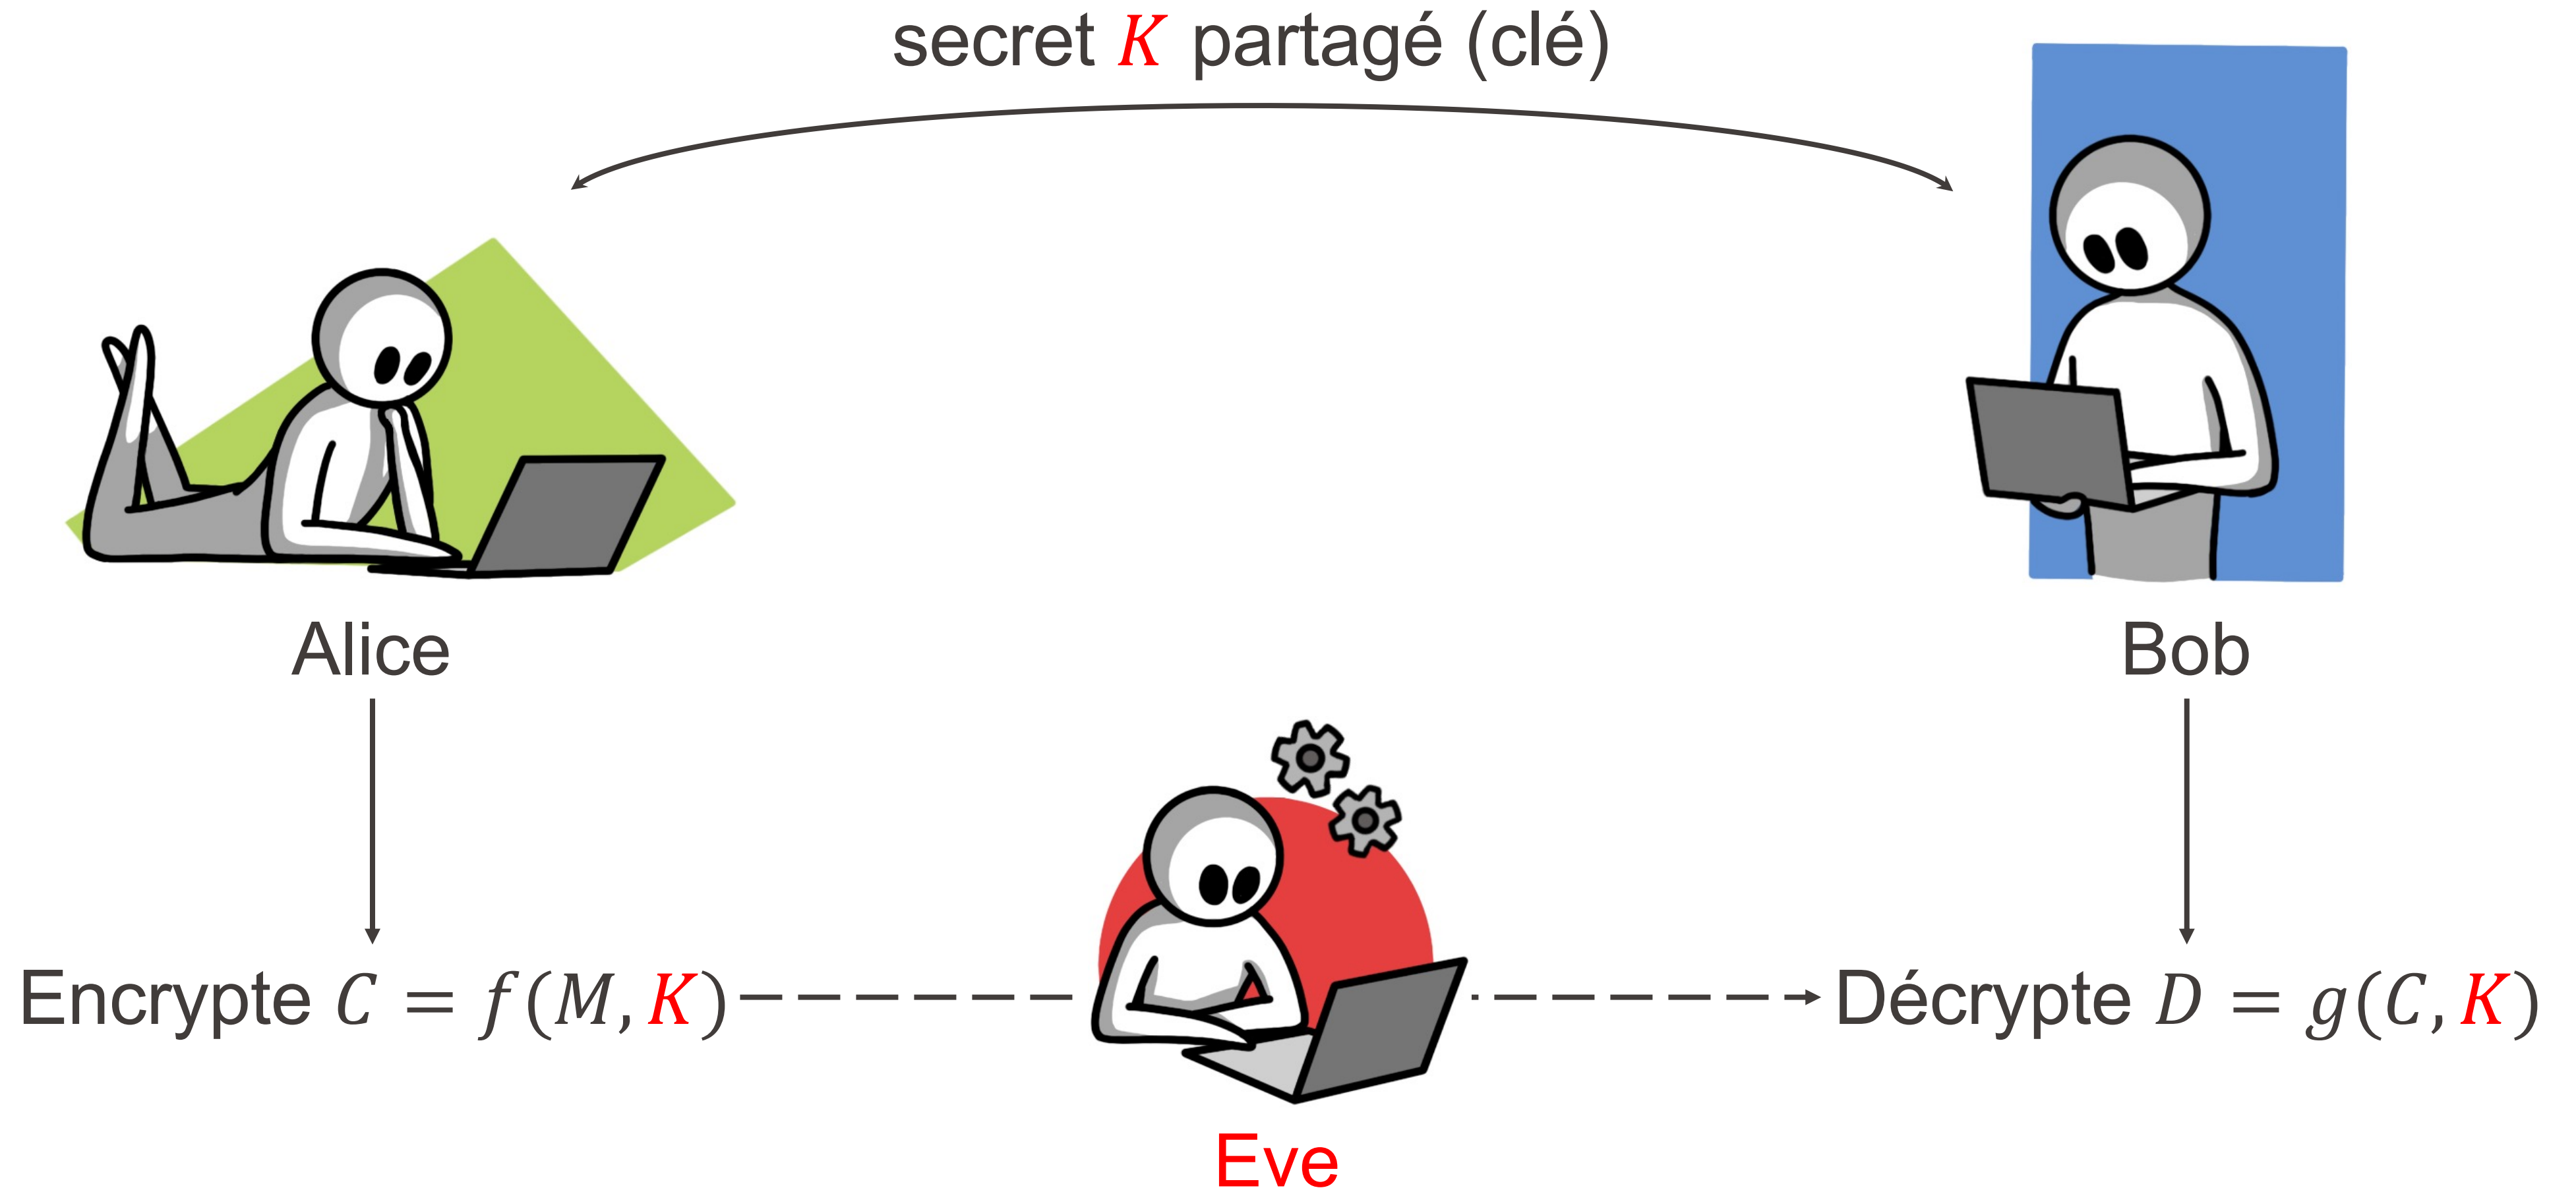 secret K partagé (clé)
Alice
Bob
Encrypte C = f(M, K)
Décrypte D = g(C, K)
Eve